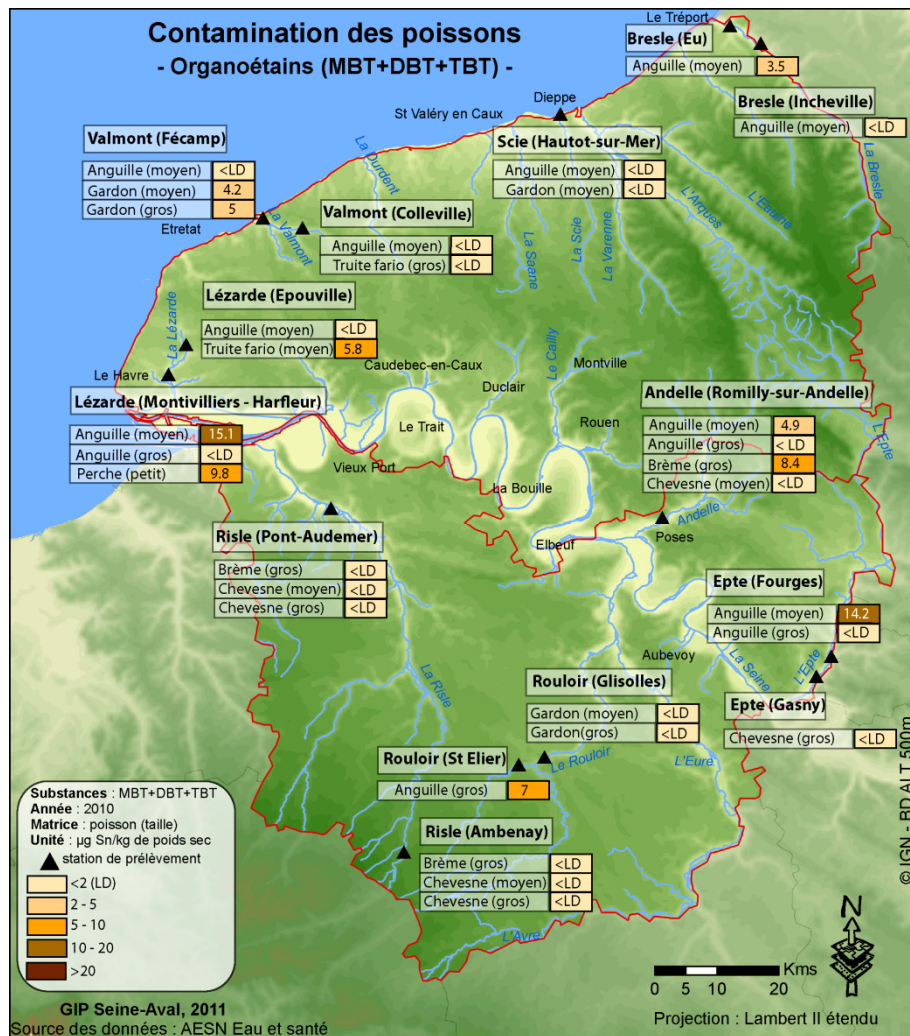 Contamination des poissons
- Organoétains (MBT+DBT+TBT) -
Le Tréport
Bresle (Eu)
Anguille (moyen) 3.5
Bresle (Incheville)
Anguille (moyen) <LD
La Bresle
Dieppe
St Valéry en Caux
Scie (Hautot-sur-Mer)
Anguille (moyen) <LD
Gardon (moyen) <LD
La Durdent
La Saane
La Scie
La Varenne
L'Arques
L'Eaulne
Valmont (Fécamp)
Anguille (moyen) <LD
Gardon (moyen) 4.2
Gardon (gros) 5
Etretat
La Valmont
Valmont (Colleville)
Anguille (moyen) <LD
Truite fario (gros) <LD
Lézarde (Epouville)
Anguille (moyen) <LD
Truite fario (moyen) 5.8
La Lézarde
Le Havre
Lézarde (Montivilliers - Harfleur)
Anguille (moyen) 15.1
Anguille (gros) <LD
Perche (petit) 9.8
Caudebec-en-Caux
Le Trait
Vieux Port
Duclair
Le Cailly
Montville
Rouen
La Bouille
Elbeuf
Andelle (Romilly-sur-Andelle)
Anguille (moyen) 4.9
Anguille (gros) <LD
Brème (gros) 8.4
Chevesne (moyen) <LD
L'Epte
Andelle
Poses
Risle (Pont-Audemer)
Brème (gros) <LD
Chevesne (moyen) <LD
Chevesne (gros) <LD
La Risle
Epte (Fourges)
Anguille (moyen) 14.2
Anguille (gros) <LD
Aubevoy
La Seine
L'Epte
Epte (Gasny)
Chevesne (gros) <LD
Rouloir (Glisolles)
Gardon (moyen) <LD
Gardon(gros) <LD
L'Eure
Rouloir (St Elier)
Anguille (gros) 7
Le Rouloir
Risle (Ambenay)
Brème (gros) <LD
Chevesne (moyen) <LD
Chevesne (gros) <LD
L'Avre
Substances : MBT+DBT+TBT
Année : 2010
Matrice : poisson (taille)
Unité : µg Sn/kg de poids sec
station de prélèvement
<2 (LD)
2 - 5
5 - 10
10 - 20
>20
GIP Seine-Aval, 2011
Source des données : AESN Eau et santé
© IGN - BD ALT 500m
N
Kms
20 10 0 20
Projection : Lambert II étendu